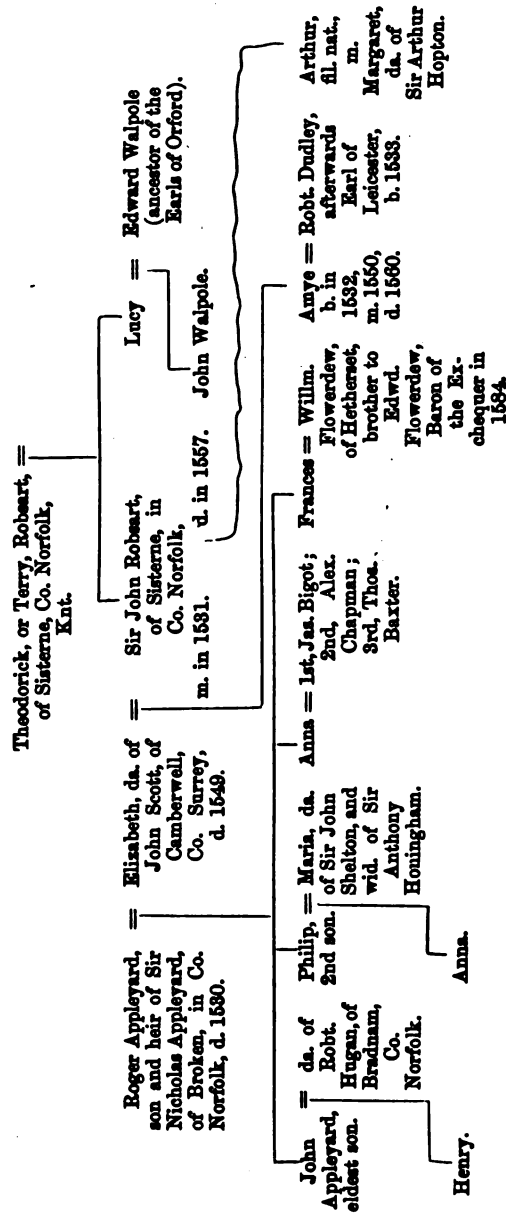 Theodorick, or Terry, Robsart, =
of Sisterne, Co. Norfolk,
Knt.
Roger Appleyard,
son and heir of Sir
Nicholas Appleyard,
of Broken, in Co.
Norfolk, d. 1530.
=
Elizabeth, da. of
John Scott, of
Camberwell,
Co. Surrey,
d. 1549.
=
Sir John Robsart,
of Sisterne, in
Co. Norfolk,
m. in 1531. d. in 1557.
Lucy = Edward Walpole
(ancestor of the
Earls of Orford).
John Walpole.
John
Appleyard,
eldest son.
=
da. of
Robt.
Hugan, of
Bradnam,
Co.
Norfolk.
Philip,
2nd son.
=
Maria, da.
of Sir John
Shelton, and
wid. of Sir
Anthony
Houingham.
Anna = 1st, Jas. Bigot;
2nd, Alex.
Chapman;
3rd, Thos.
Baxter.
Frances = Willm.
Flowerdew,
of Hetherset,
brother to
Edwd.
Flowerdew,
Baron of
the Ex-
chequer in
1584.
Amye = Robt. Dudley,
b. in
1532,
m. 1550,
d. 1560.
afterwards
Earl of
Leicester,
b. 1533.
Arthur,
fil. nat.,
m.
Margaret,
da. of
Sir Arthur
Hopton.
Henry.
Anna.